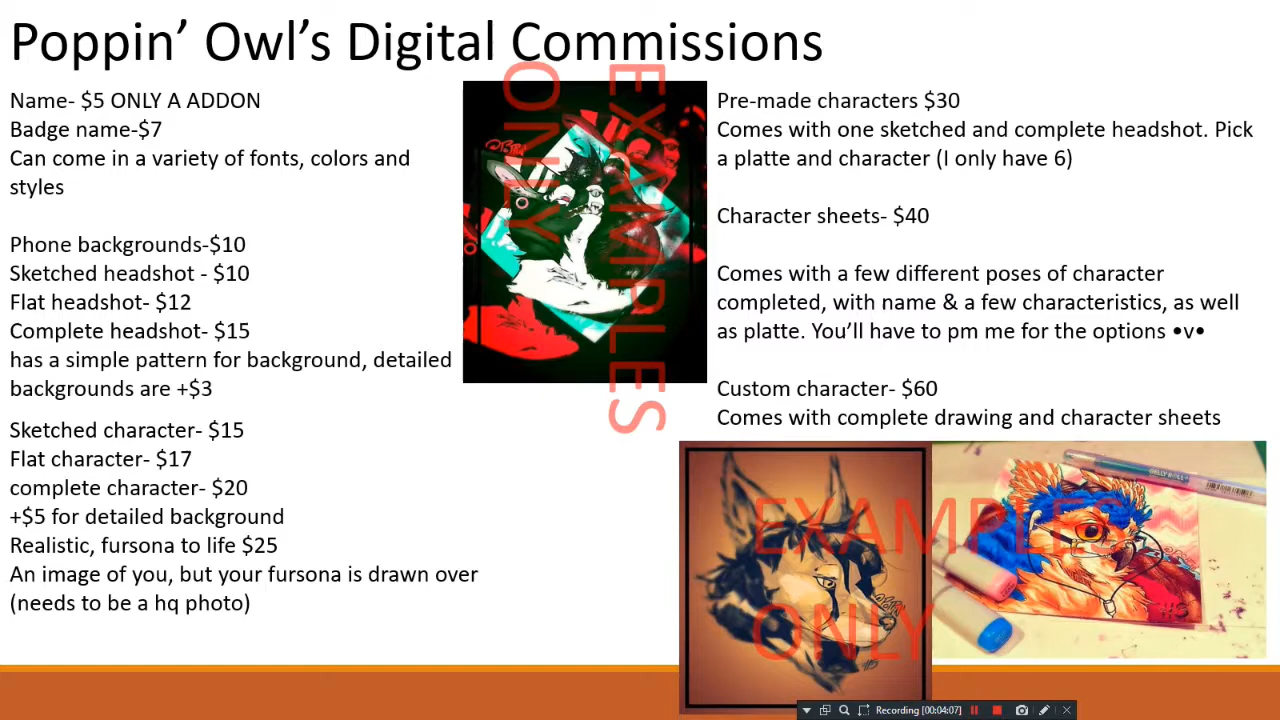 Poppin’ Owl’s Digital Commissions
Name- $5 ONLY A ADDON
Badge name-$7
Can come in a variety of fonts, colors and
styles
Phone backgrounds-$10
Sketched headshot - $10
Flat headshot- $12
Complete headshot- $15
has a simple pattern for background, detailed
backgrounds are +$3
Sketched character- $15
Flat character- $17
complete character- $20
+$5 for detailed background
Realistic, fursona to life $25
An image of you, but your fursona is drawn over
(needs to be a hq photo)
EXAMPLES
ONLY
Pre-made characters $30
Comes with one sketched and complete headshot. Pick
a platte and character (I only have 6)
Character sheets- $40
Comes with a few different poses of character
completed, with name & a few characteristics, as well
as platte. You’ll have to pm me for the options •v•
Custom character- $60
Comes with complete drawing and character sheets
EXAMPLES
ONLY
GELLY ROLL
Recording [00:04:07]